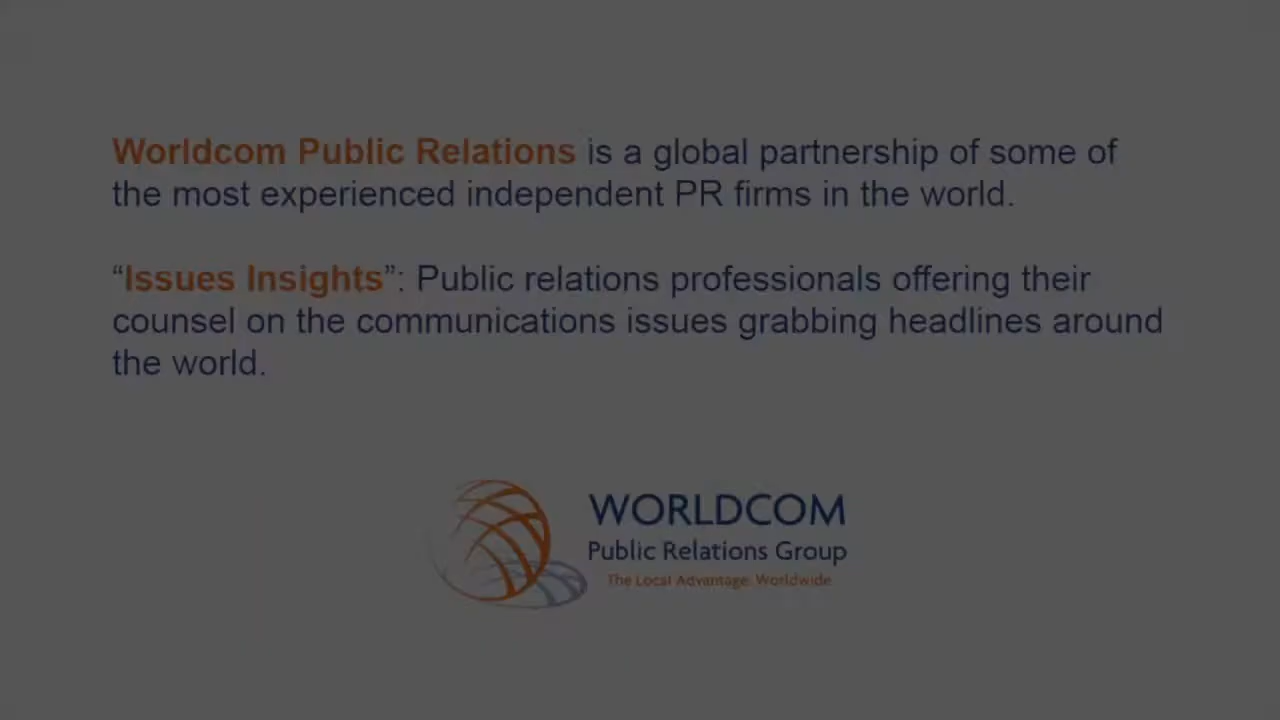 Worldcom Public Relations is a global partnership of some of
the most experienced independent PR firms in the world.
“Issues Insights”: Public relations professionals offering their
counsel on the communications issues grabbing headlines around
the world.
WORLDCOM
Public Relations Group
The Local Advantage. Worldwide